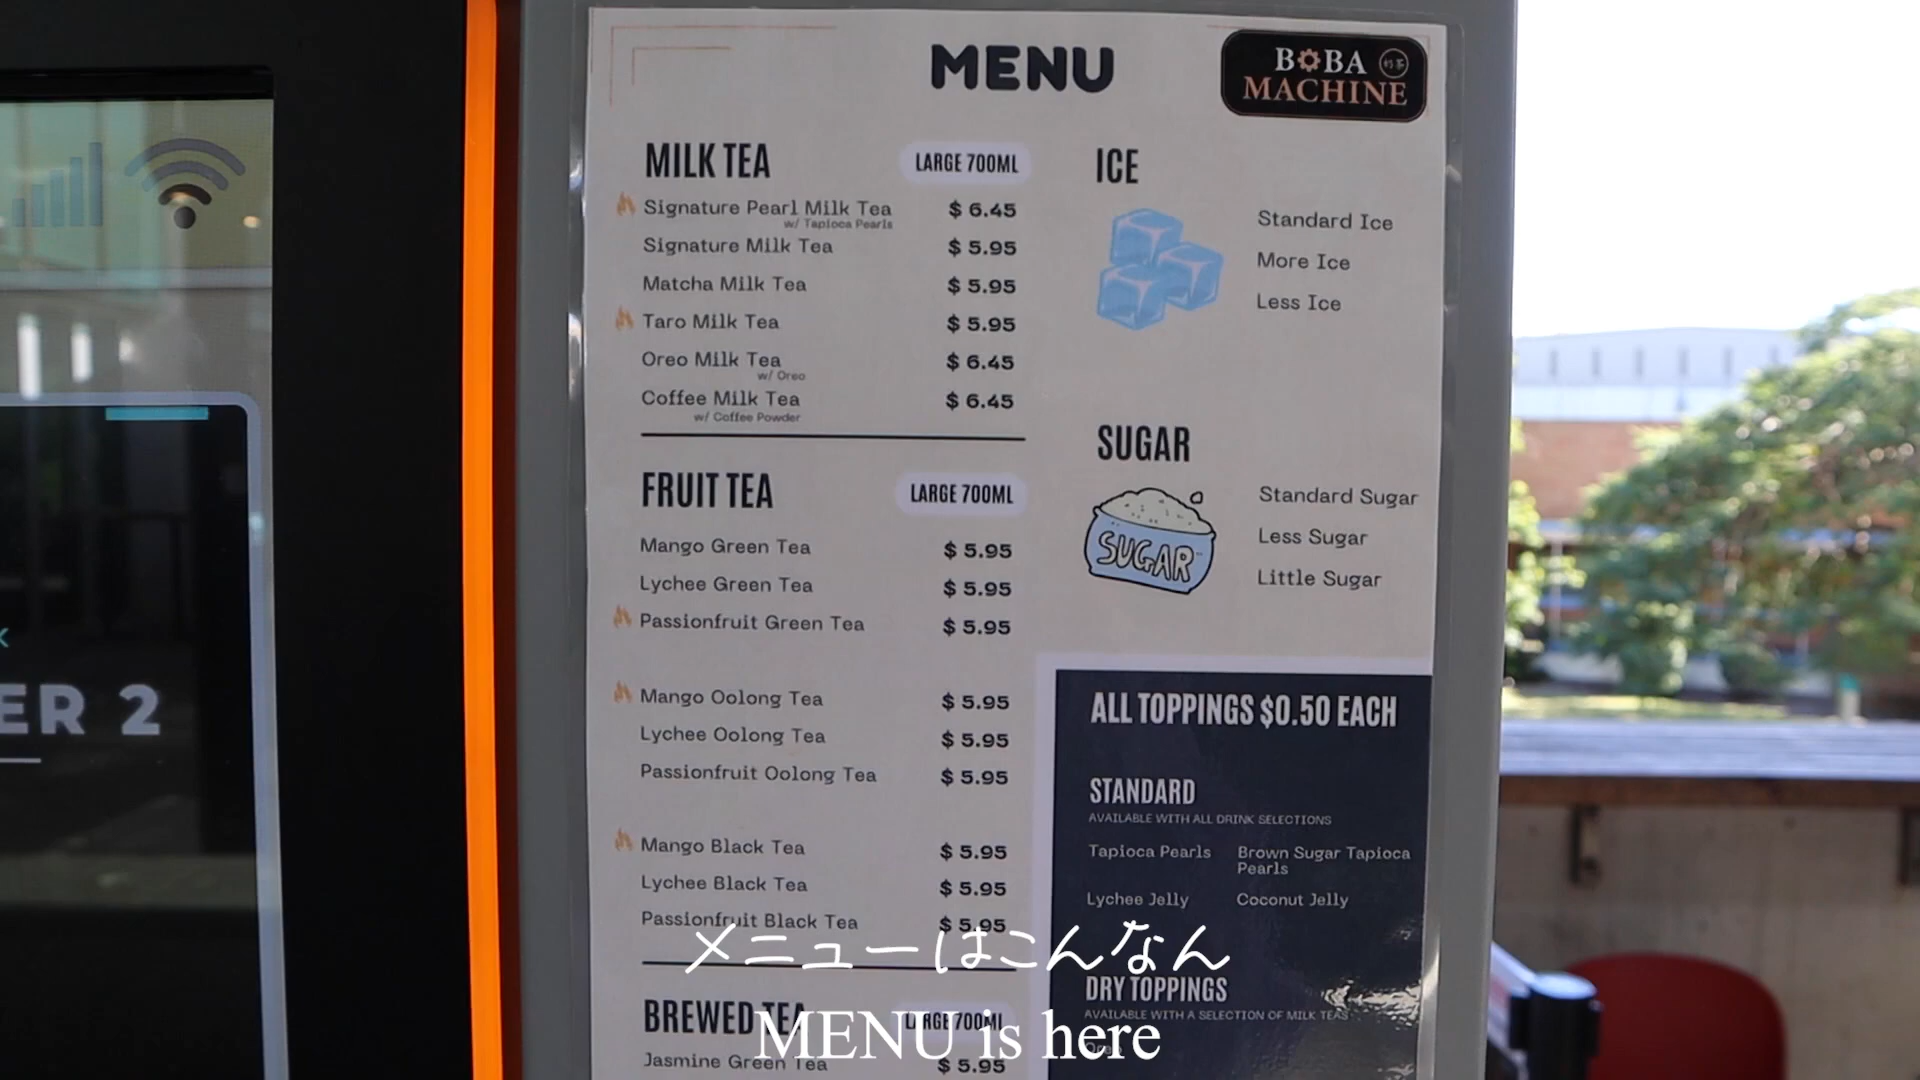 MENU
BOBA
MACHINE
奶茶
MILK TEA
LARGE 700ML
Signature Pearl Milk Tea $ 6.45
w/ Tapioca Pearls
Signature Milk Tea $ 5.95
Matcha Milk Tea $ 5.95
Taro Milk Tea $ 5.95
Oreo Milk Tea $ 6.45
w/ Oreo
Coffee Milk Tea $ 6.45
w/ Coffee Powder
FRUIT TEA
LARGE 700ML
Mango Green Tea $ 5.95
Lychee Green Tea $ 5.95
Passionfruit Green Tea $ 5.95
Mango Oolong Tea $ 5.95
Lychee Oolong Tea $ 5.95
Passionfruit Oolong Tea $ 5.95
Mango Black Tea $ 5.95
Lychee Black Tea $ 5.95
Passionfruit Black Tea $ 5.95
BREWED TEA
LARGE 700ML
Jasmine Green Tea $ 5.95
ICE
Standard Ice
More Ice
Less Ice
SUGAR
SUGAR
Standard Sugar
Less Sugar
Little Sugar
ALL TOPPINGS $0.50 EACH
STANDARD
AVAILABLE WITH ALL DRINK SELECTIONS
Tapioca Pearls
Brown Sugar Tapioca
Pearls
Lychee Jelly
Coconut Jelly
DRY TOPPINGS
AVAILABLE WITH A SELECTION OF MILK TEAS
Oreo
K
ER 2
メニューはこんなん
MENU is here